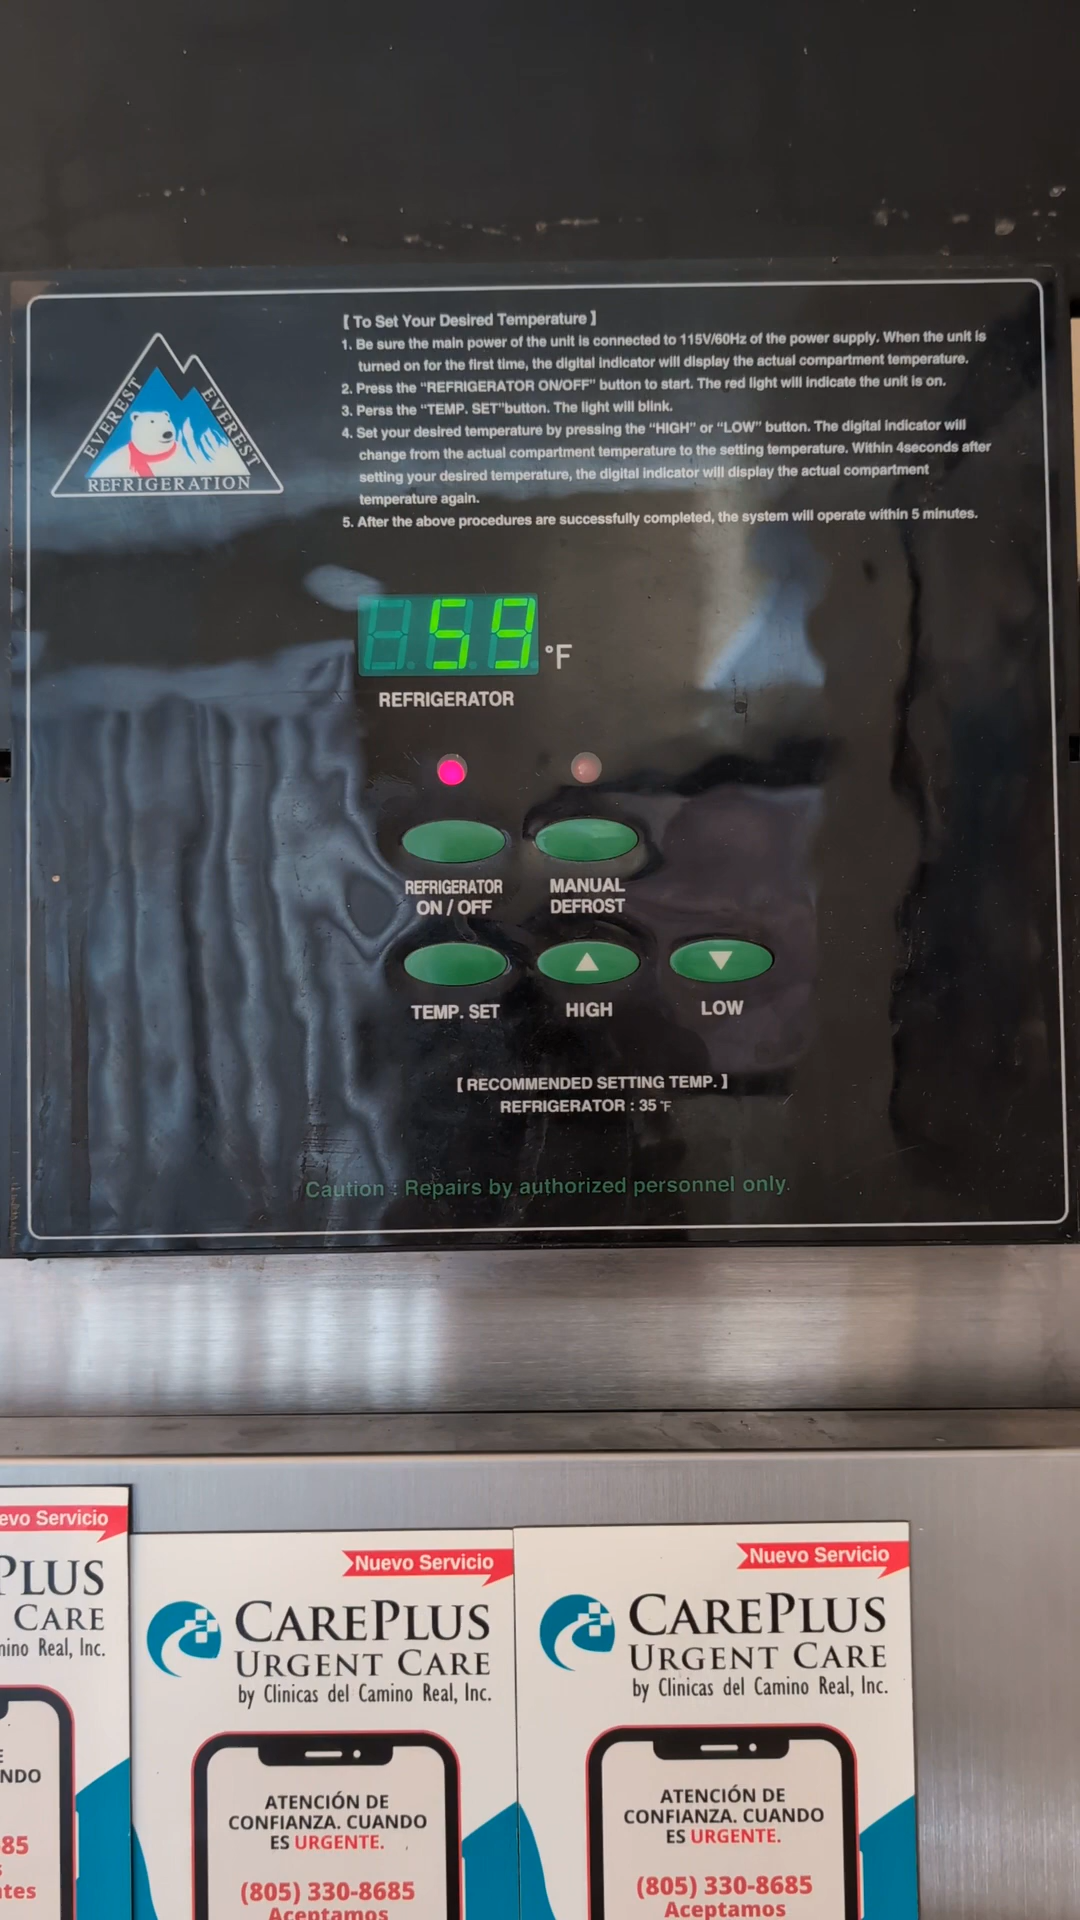 EVEREST EVEREST
REFRIGERATION
[ To Set Your Desired Temperature ]
1. Be sure the main power of the unit is connected to 115V/60Hz of the power supply. When the unit is
turned on for the first time, the digital indicator will display the actual compartment temperature.
2. Press the "REFRIGERATOR ON/OFF" button to start. The red light will indicate the unit is on.
3. Perss the "TEMP. SET"button. The light will blink.
4. Set your desired temperature by pressing the "HIGH" or "LOW" button. The digital indicator will
change from the actual compartment temperature to the setting temperature. Within 4seconds after
setting your desired temperature, the digital indicator will display the actual compartment
temperature again.
5. After the above procedures are successfully completed, the system will operate within 5 minutes.
59 °F
REFRIGERATOR
REFRIGERATOR
ON / OFF
MANUAL
DEFROST
TEMP. SET
HIGH
LOW
[ RECOMMENDED SETTING TEMP. ]
REFRIGERATOR : 35 °F
Caution : Repairs by authorized personnel only.
evo Servicio
PLUS
CARE
mino Real, Inc.
NDO
85
Nuevo Servicio
CAREPLUS
URGENT CARE
by Clinicas del Camino Real, Inc.
ATENCIÓN DE
CONFIANZA. CUANDO
ES URGENTE.
(805) 330-8685
Aceptamos
Nuevo Servicio
CAREPLUS
URGENT CARE
by Clinicas del Camino Real, Inc.
ATENCIÓN DE
CONFIANZA. CUANDO
ES URGENTE.
(805) 330-8685
Aceptamos